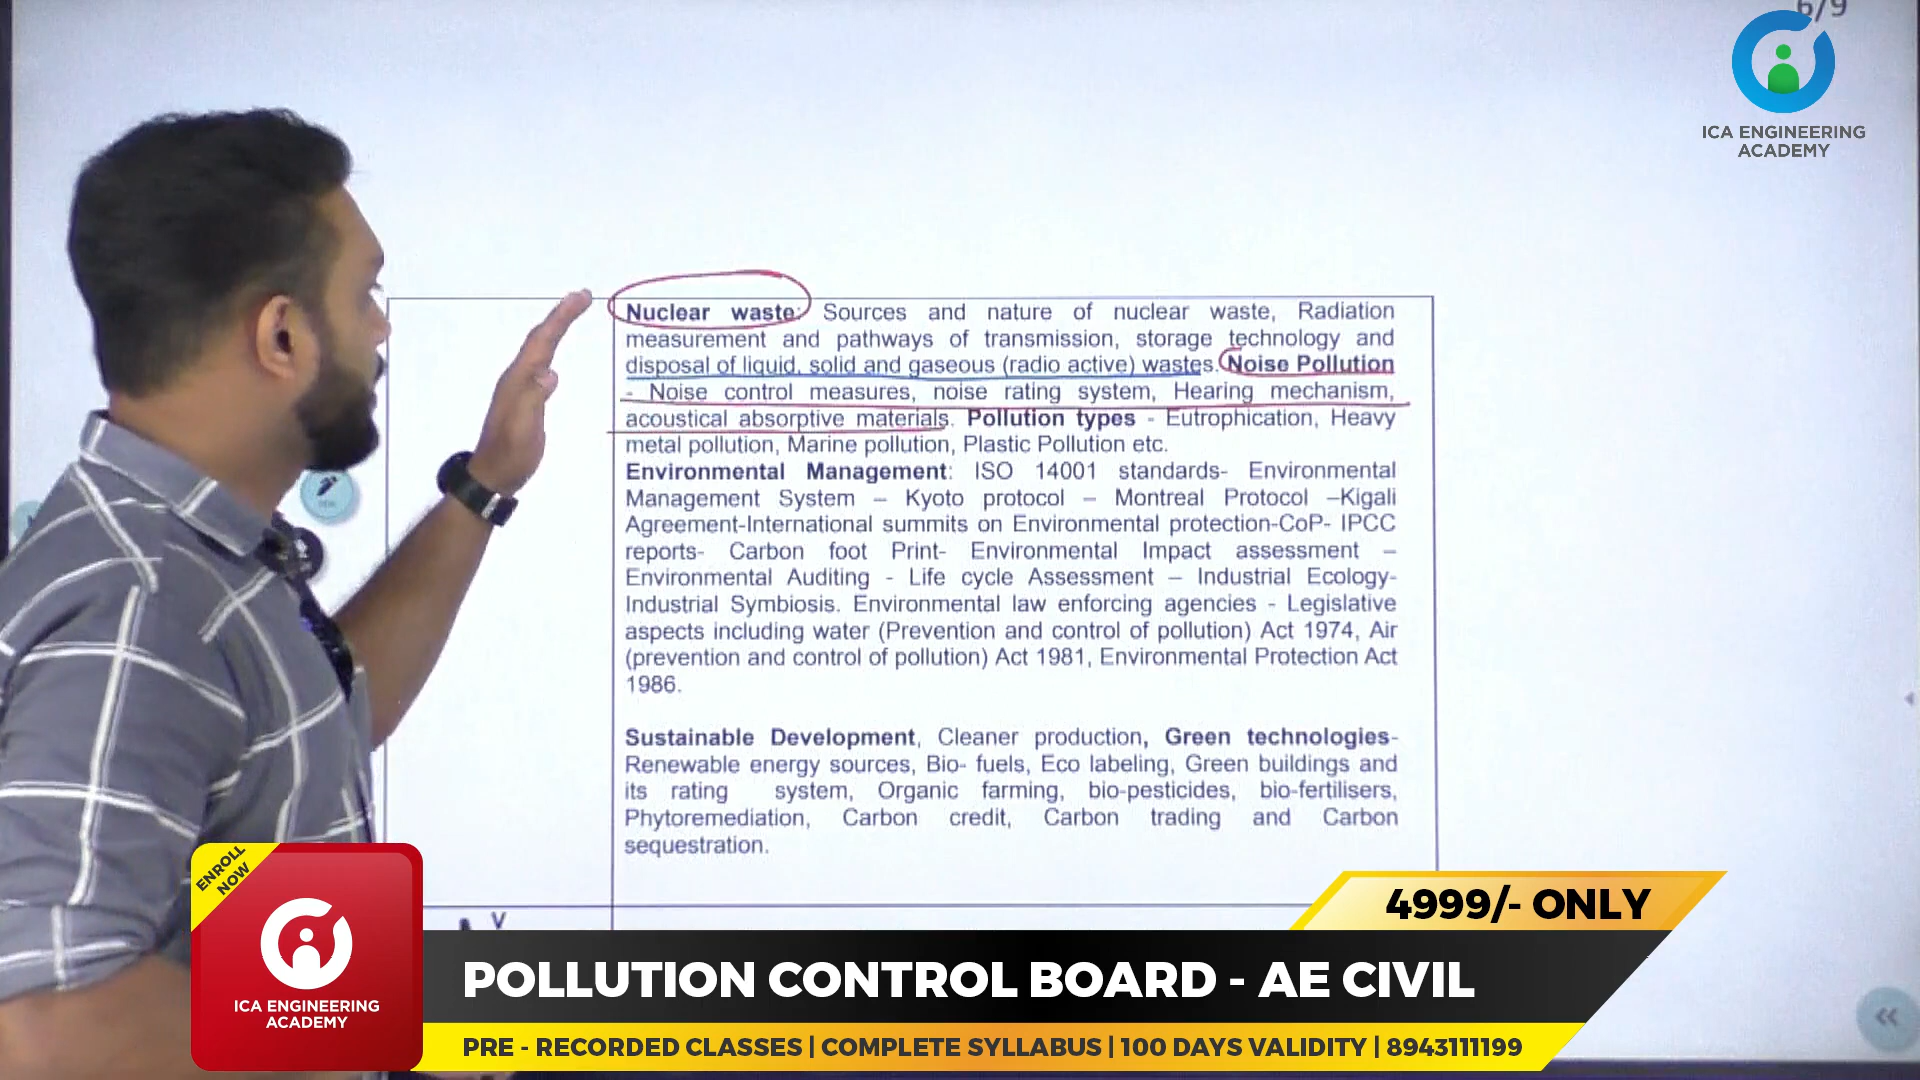 6/9
ICA ENGINEERING
ACADEMY
Nuclear waste: Sources and nature of nuclear waste, Radiation
measurement and pathways of transmission, storage technology and
disposal of liquid, solid and gaseous (radio active) wastes. Noise Pollution
- Noise control measures, noise rating system, Hearing mechanism,
acoustical absorptive materials. Pollution types - Eutrophication, Heavy
metal pollution, Marine pollution, Plastic Pollution etc.
Environmental Management: ISO 14001 standards- Environmental
Management System – Kyoto protocol – Montreal Protocol –Kigali
Agreement-International summits on Environmental protection-CoP- IPCC
reports- Carbon foot Print- Environmental Impact assessment –
Environmental Auditing - Life cycle Assessment – Industrial Ecology-
Industrial Symbiosis. Environmental law enforcing agencies - Legislative
aspects including water (Prevention and control of pollution) Act 1974, Air
(prevention and control of pollution) Act 1981, Environmental Protection Act
1986.
Sustainable Development, Cleaner production, Green technologies-
Renewable energy sources, Bio- fuels, Eco labeling, Green buildings and
its rating system, Organic farming, bio-pesticides, bio-fertilisers,
Phytoremediation, Carbon credit, Carbon trading and Carbon
sequestration.
V
ENROLL
NOW
ICA ENGINEERING
ACADEMY
4999/- ONLY
POLLUTION CONTROL BOARD - AE CIVIL
PRE - RECORDED CLASSES | COMPLETE SYLLABUS | 100 DAYS VALIDITY | 8943111199